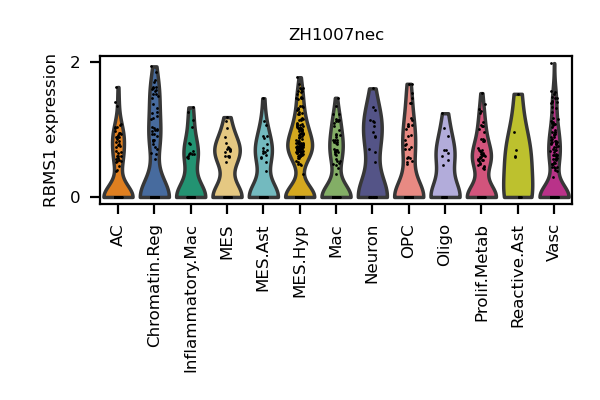 ZH1007nec
RBMS1 expression
2
0
AC
Chromatin.Reg
Inflammatory.Mac
MES
MES.Ast
MES.Hyp
Mac
Neuron
OPC
Oligo
Prolif.Metab
Reactive.Ast
Vasc